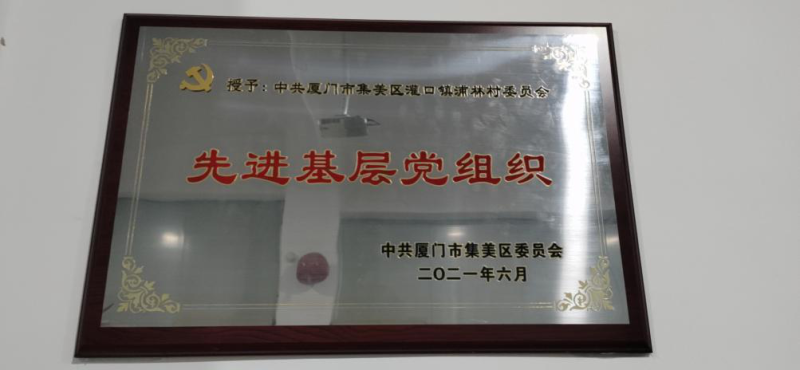 授予：中共厦门市集美区灌口镇浦林村委员会
先进基层党组织
中共厦门市集美区委员会
二〇二一年六月